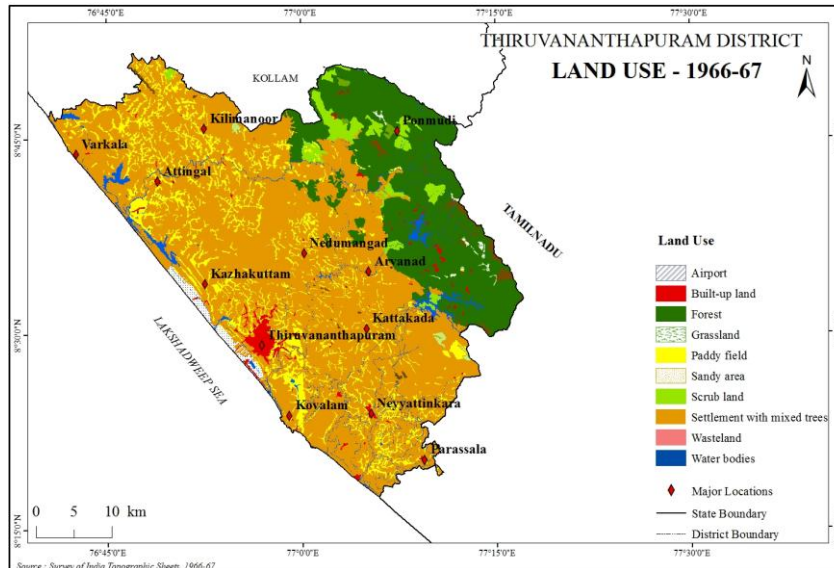 76°45'0"E 77°0'0"E 77°15'0"E 77°30'0"E
THIRUVANANTHAPURAM DISTRICT
LAND USE - 1966-67
N
KOLLAM
8°45'0"N
8°30'0"N
8°15'0"N
Kilimanoor
Ponmudi
Varkala
Attingal
TAMILNADU
Nedumangad
Aryanad
Kazhakuttam
Kattakada
Thiruvananthapuram
LAKSHADWEEP SEA
Kovalam
Neyyattinkara
Parassala
Land Use
Airport
Built-up land
Forest
Grassland
Paddy field
Sandy area
Scrub land
Settlement with mixed trees
Wasteland
Water bodies
Major Locations
State Boundary
District Boundary
0 5 10 km
76°45'0"E 77°0'0"E 77°15'0"E 77°30'0"E
Source : Survey of India Topographic Sheets, 1966-67